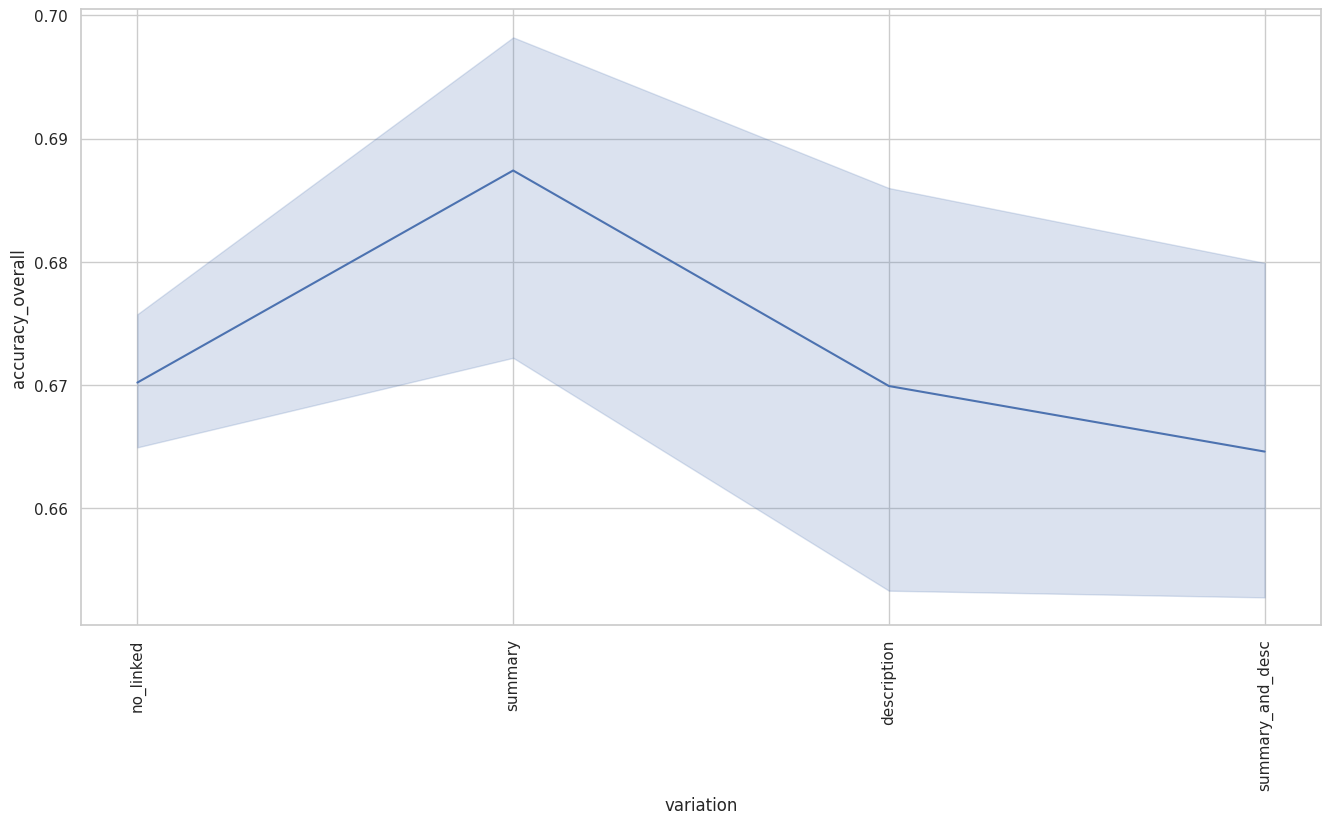 0.70
0.69
0.68
0.67
0.66
accuracy_overall
no_linked
summary
description
summary_and_desc
variation